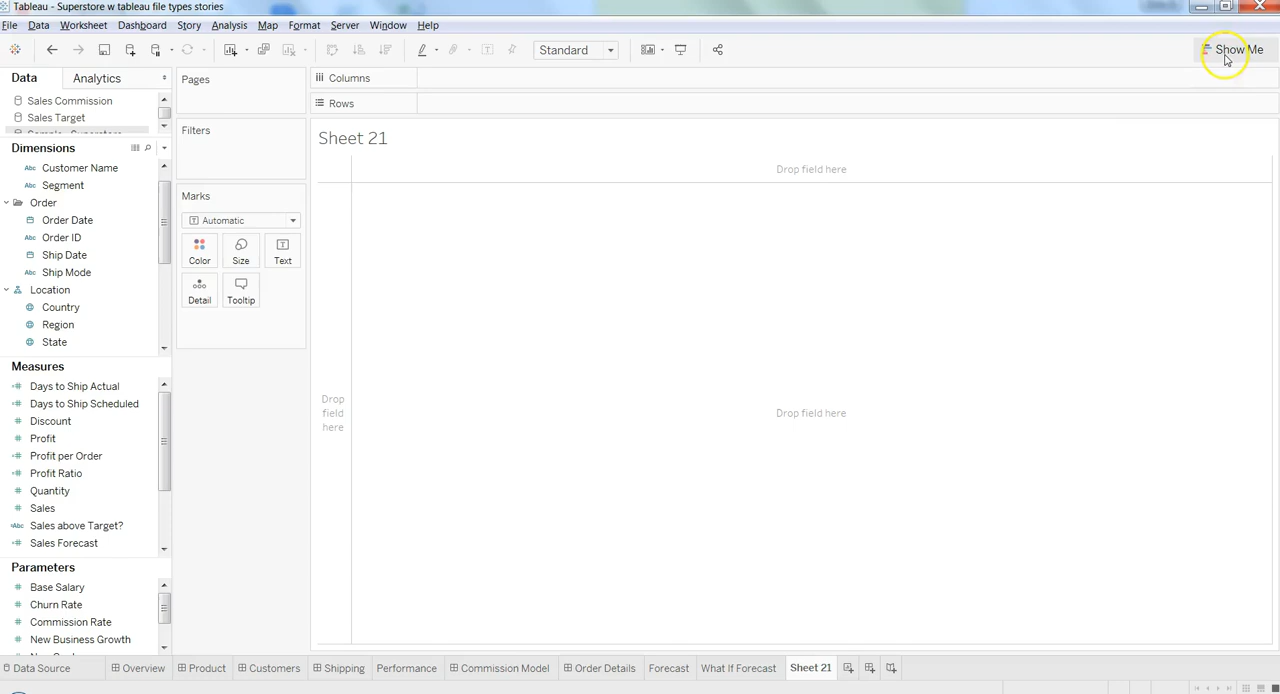 Tableau - Superstore w tableau file types stories
File Data Worksheet Dashboard Story Analysis Map Format Server Window Help
Standard
Show Me
Data
Analytics
Sales Commission
Sales Target
Dimensions
Abc Customer Name
Abc Segment
Order
Order Date
Abc Order ID
Ship Date
Abc Ship Mode
Location
Country
Region
State
Measures
Days to Ship Actual
Days to Ship Scheduled
Discount
Profit
Profit per Order
Profit Ratio
Quantity
Sales
Abc Sales above Target?
Sales Forecast
Parameters
Base Salary
Churn Rate
Commission Rate
New Business Growth
Pages
Filters
Marks
Automatic
Color
Size
Text
Detail
Tooltip
Columns
Rows
Sheet 21
Drop field here
Drop
field
here
Drop field here
Data Source
Overview
Product
Customers
Shipping
Performance
Commission Model
Order Details
Forecast
What If Forecast
Sheet 21